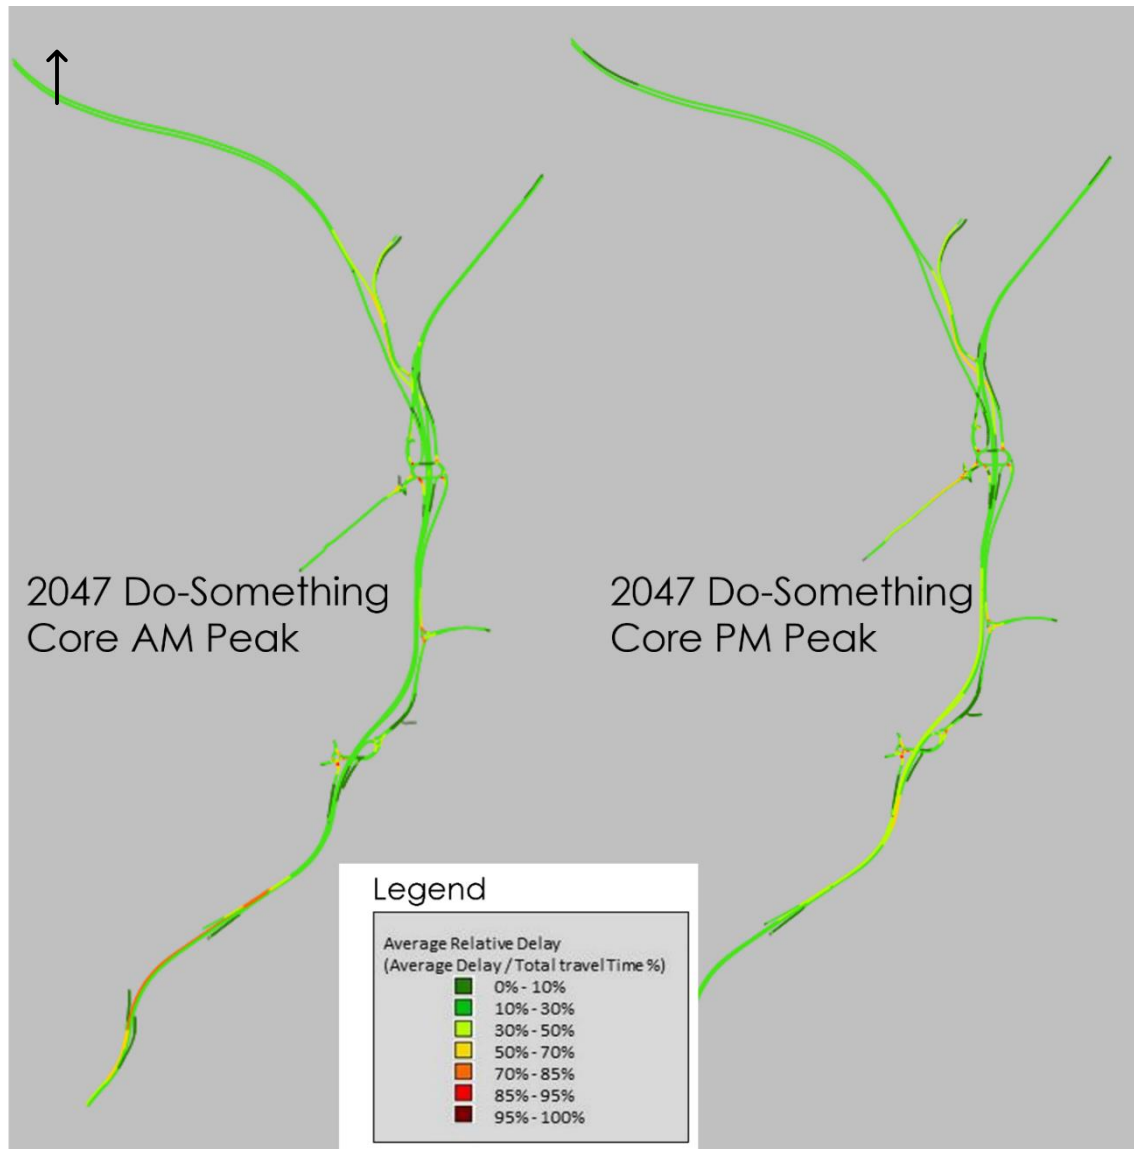 2047 Do-Something
Core AM Peak
2047 Do-Something
Core PM Peak
Legend
Average Relative Delay
(Average Delay / Total travel Time %)
0% - 10%
10% - 30%
30% - 50%
50% - 70%
70% - 85%
85% - 95%
95% - 100%